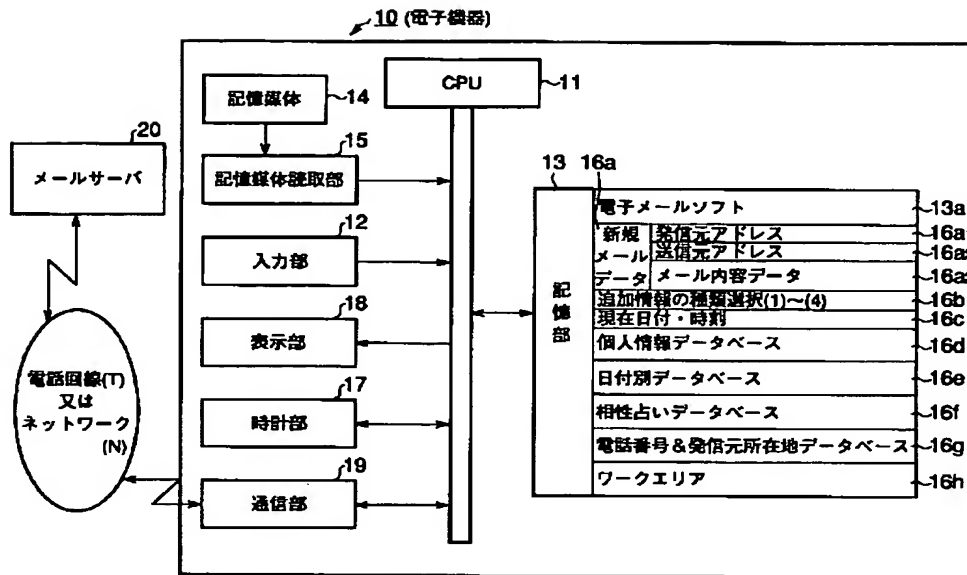 10 (電子機器)
CPU
11
記憶媒体
14
15
記憶媒体読取部
20
メールサーバ
12
入力部
18
表示部
17
時計部
19
通信部
電話回線(T)
又は
ネットワーク
(N)
13
16a
記憶部
電子メールソフト
13a
新規
メール
データ
発信元アドレス
16a
送信元アドレス
16a
メール内容データ
16a
追加情報の種類選択(1)～(4)
16b
現在日付・時刻
16c
個人情報データベース
16d
日付別データベース
16e
相性占いデータベース
16f
電話番号&発信元所在地データベース
16g
ワークエリア
16h